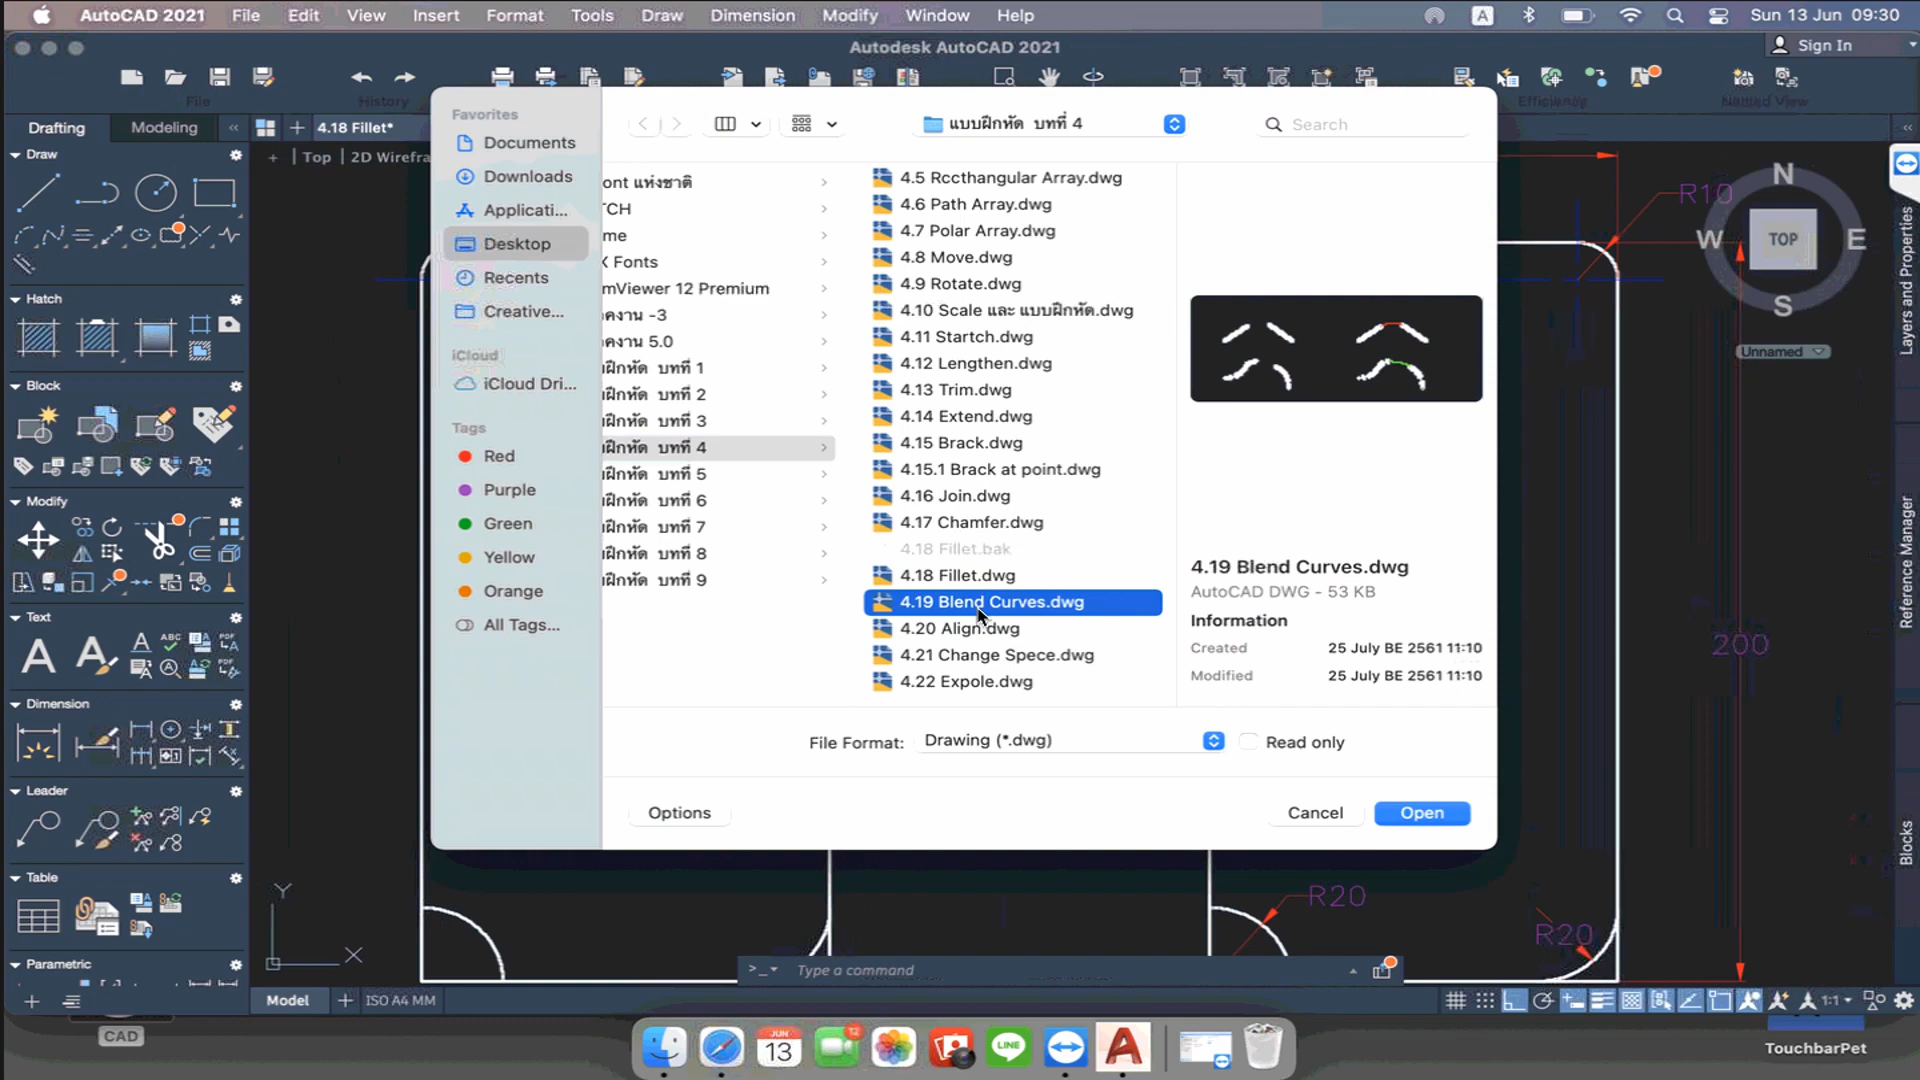 AutoCAD 2021 File Edit View Insert Format Tools Draw Dimension Modify Window Help A Sun 13 Jun 09:30
Autodesk AutoCAD 2021 Sign In
File History Efficiency Named View
Drafting Modeling 4.18 Fillet*
Top 2D Wirefra
Draw
Hatch
Block
Modify
Text
Dimension
Leader
Table
Parametric
Favorites
Documents
Downloads
Applicati...
Desktop
Recents
Creative...
iCloud
iCloud Dri...
Tags
Red
Purple
Green
Yellow
Orange
All Tags...
แบบฝึกหัด บทที่ 4
Search
ont แห่งชาติ
TCH
me
X Fonts
mViewer 12 Premium
คงาน -3
คงาน 5.0
ฝึกหัด บทที่ 1
ฝึกหัด บทที่ 2
ฝึกหัด บทที่ 3
ฝึกหัด บทที่ 4
ฝึกหัด บทที่ 5
ฝึกหัด บทที่ 6
ฝึกหัด บทที่ 7
ฝึกหัด บทที่ 8
ฝึกหัด บทที่ 9
4.5 Rccthangular Array.dwg
4.6 Path Array.dwg
4.7 Polar Array.dwg
4.8 Move.dwg
4.9 Rotate.dwg
4.10 Scale และ แบบฝึกหัด.dwg
4.11 Startch.dwg
4.12 Lengthen.dwg
4.13 Trim.dwg
4.14 Extend.dwg
4.15 Brack.dwg
4.15.1 Brack at point.dwg
4.16 Join.dwg
4.17 Chamfer.dwg
4.18 Fillet.bak
4.18 Fillet.dwg
4.19 Blend Curves.dwg
4.20 Align.dwg
4.21 Change Spece.dwg
4.22 Expole.dwg
4.19 Blend Curves.dwg
AutoCAD DWG - 53 KB
Information
Created 25 July BE 2561 11:10
Modified 25 July BE 2561 11:10
File Format: Drawing (*.dwg) Read only
Options Cancel Open
R10
N
W TOP E
S
Unnamed
200
R20
R20
Layers and Properties
Reference Manager
Blocks
Y
X
Type a command
Model ISO A4 MM 1:1
CAD
JUN
13
12
LINE
TouchbarPet